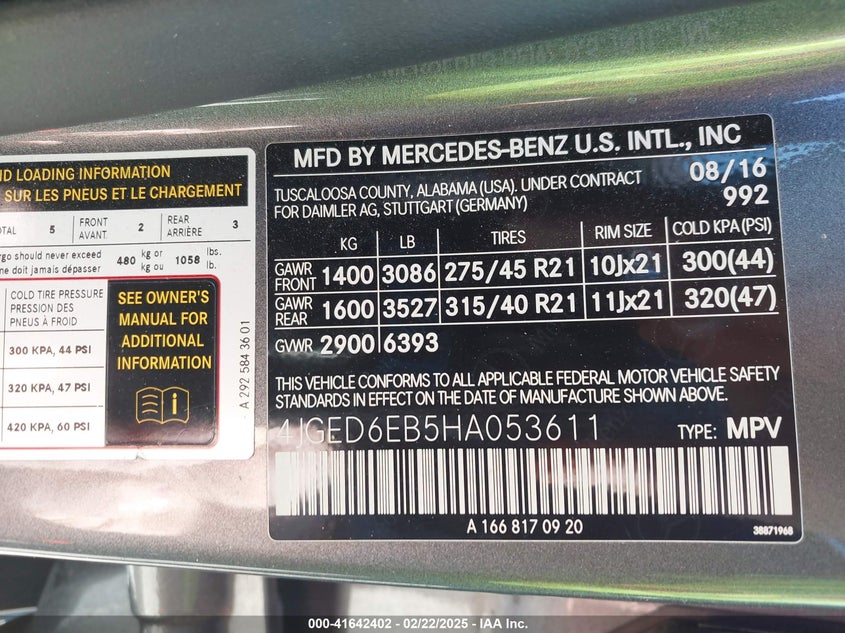 ND LOADING INFORMATION
SUR LES PNEUS ET LE CHARGEMENT
OTAL 5 FRONT AVANT 2 REAR ARRIÈRE 3
rgo should never exceed 480 kg or 1058 lbs.
ne doit jamais dépasser kg ou lb.
COLD TIRE PRESSURE
PRESSION DES
PNEUS À FROID
300 KPA, 44 PSI
320 KPA, 47 PSI
420 KPA, 60 PSI
SEE OWNER'S
MANUAL FOR
ADDITIONAL
INFORMATION
A 292 584 36 01
MFD BY MERCEDES-BENZ U.S. INTL., INC
TUSCALOOSA COUNTY, ALABAMA (USA). UNDER CONTRACT 08/16
FOR DAIMLER AG, STUTTGART (GERMANY) 992
KG LB TIRES RIM SIZE COLD KPA (PSI)
GAWR FRONT 1400 3086 275/45 R21 10Jx21 300(44)
GAWR REAR 1600 3527 315/40 R21 11Jx21 320(47)
GVWR 2900 6393
THIS VEHICLE CONFORMS TO ALL APPLICABLE FEDERAL MOTOR VEHICLE SAFETY
STANDARDS IN EFFECT ON THE DATE OF MANUFACTURE SHOWN ABOVE.
4JGED6EB5HA053611 TYPE: MPV
A 166 817 09 20
38871968
000-41642402 - 02/22/2025 - IAA Inc.